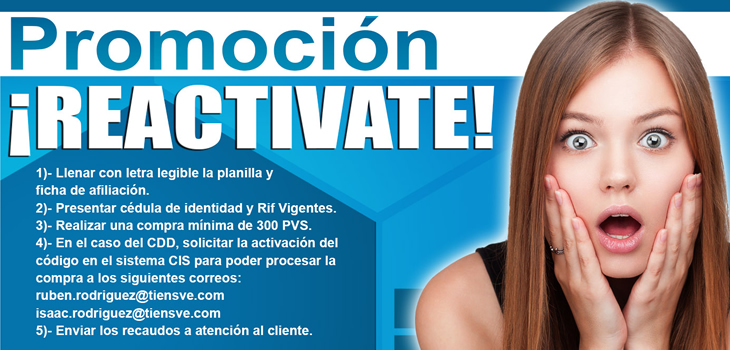 Promoción
¡REACTIVATE!
1)- Llenar con letra legible la planilla y
ficha de afiliación.
2)- Presentar cédula de identidad y Rif Vigentes.
3)- Realizar una compra mínima de 300 PVS.
4)- En el caso del CDD, solicitar la activación del
código en el sistema CIS para poder procesar la
compra a los siguientes correos:
ruben.rodriguez@tiensve.com
isaac.rodriguez@tiensve.com
5)- Enviar los recaudos a atención al cliente.